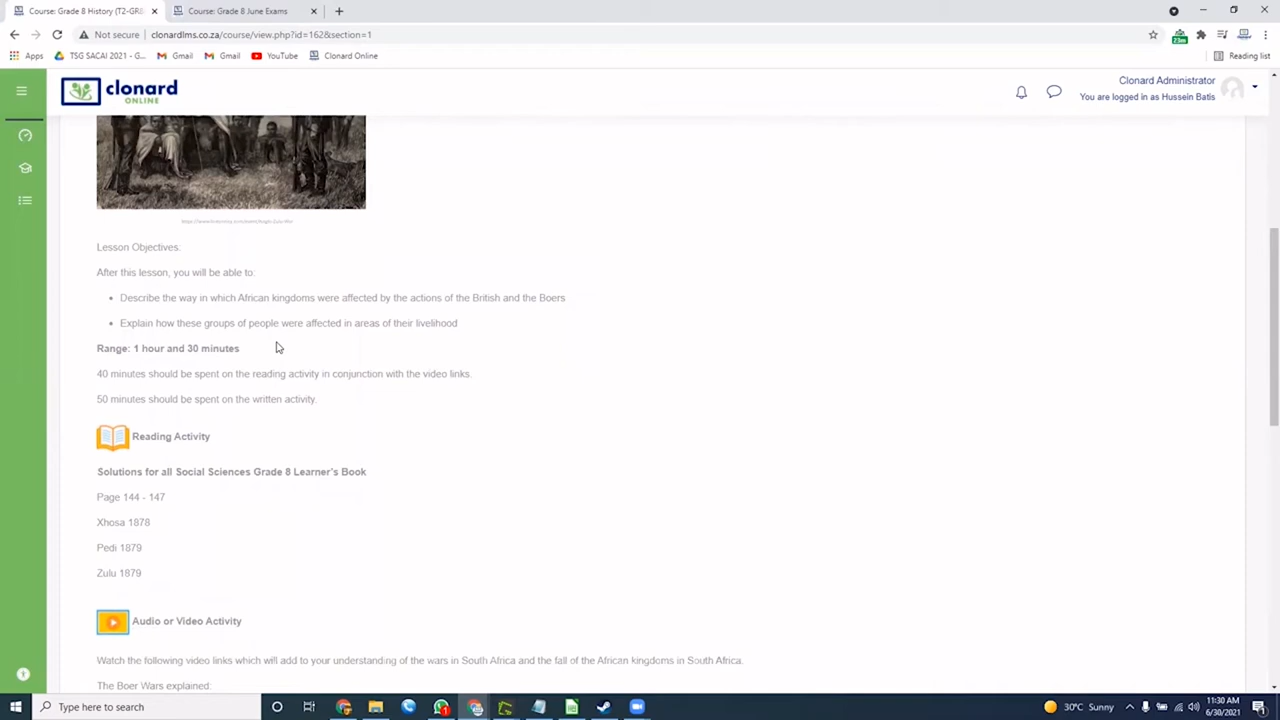 Course: Grade 8 History (T2-GR8
Course: Grade 8 June Exams
Not secure
clonardlms.co.za/course/view.php?id=162&section=1
23m
Apps
TSG SACAI 2021 - G...
Gmail
Gmail
YouTube
Clonard Online
Reading list
clonard
ONLINE
Clonard Administrator
You are logged in as Hussein Batis
Lesson Objectives:
After this lesson, you will be able to:
Describe the way in which African kingdoms were affected by the actions of the British and the Boers
Explain how these groups of people were affected in areas of their livelihood
Range: 1 hour and 30 minutes
40 minutes should be spent on the reading activity in conjunction with the video links.
50 minutes should be spent on the written activity.
Reading Activity
Solutions for all Social Sciences Grade 8 Learner's Book
Page 144 - 147
Xhosa 1878
Pedi 1879
Zulu 1879
Audio or Video Activity
Watch the following video links which will add to your understanding of the wars in South Africa and the fall of the African kingdoms in South Africa.
The Boer Wars explained:
Type here to search
30°C Sunny
11:30 AM
6/30/2021